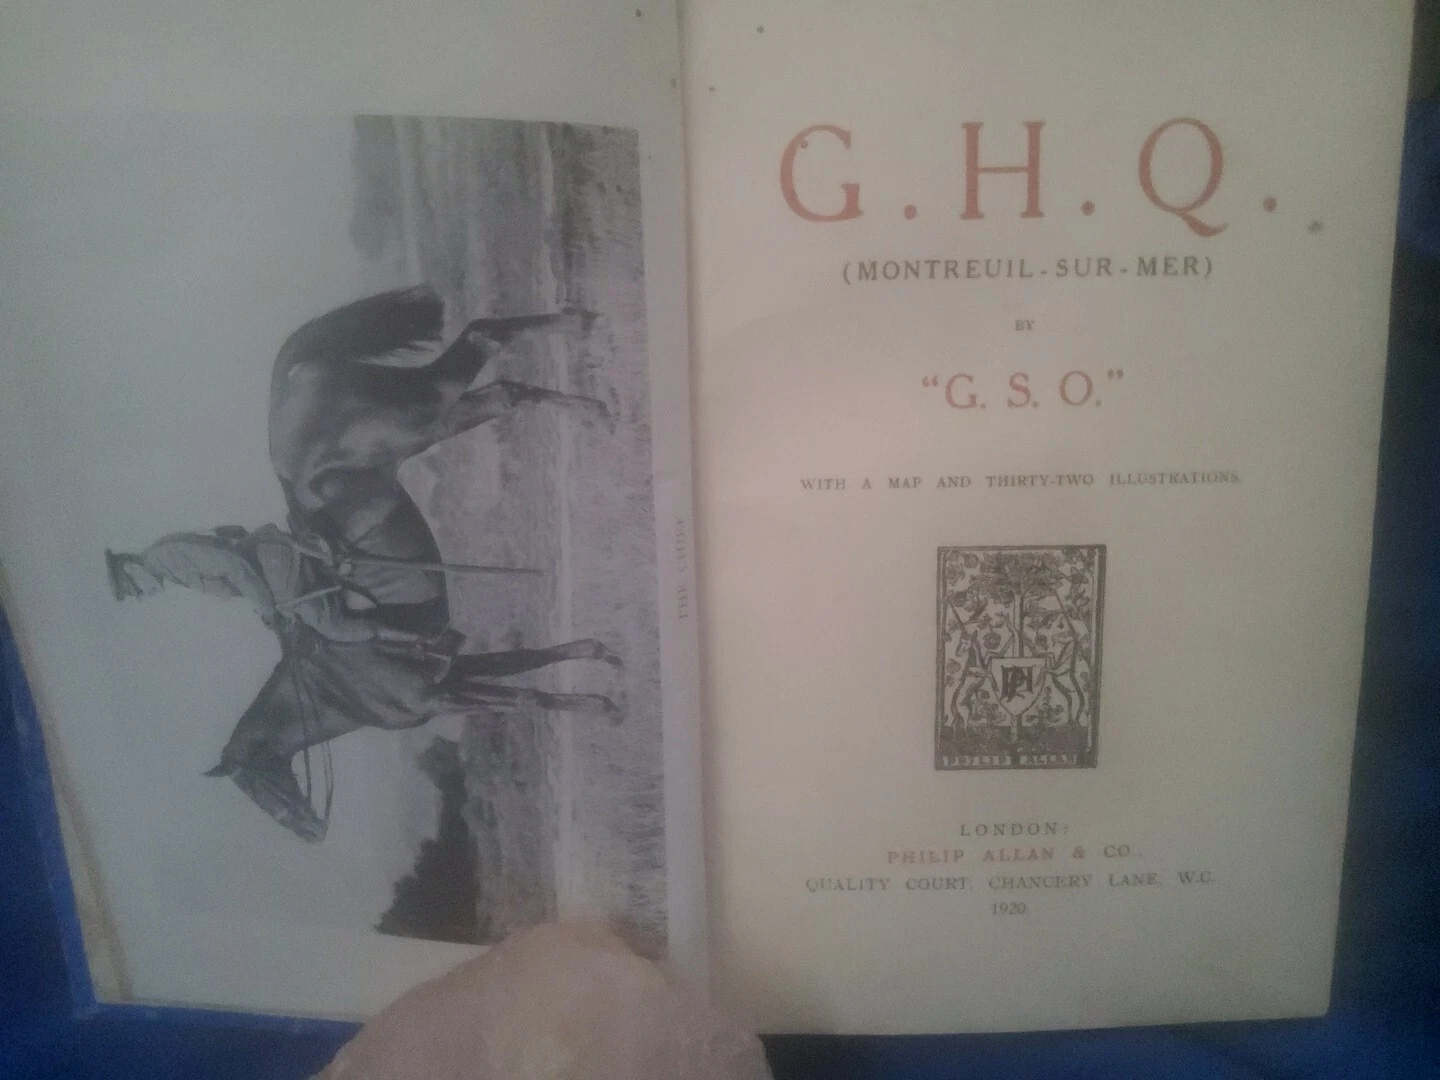 THE CHIEF
G. H. Q.
(MONTREUIL-SUR-MER)
BY
"G. S. O."
WITH A MAP AND THIRTY-TWO ILLUSTRATIONS.
PHILIP ALLAN
LONDON:
PHILIP ALLAN & CO.,
QUALITY COURT, CHANCERY LANE, W.C.
1920.